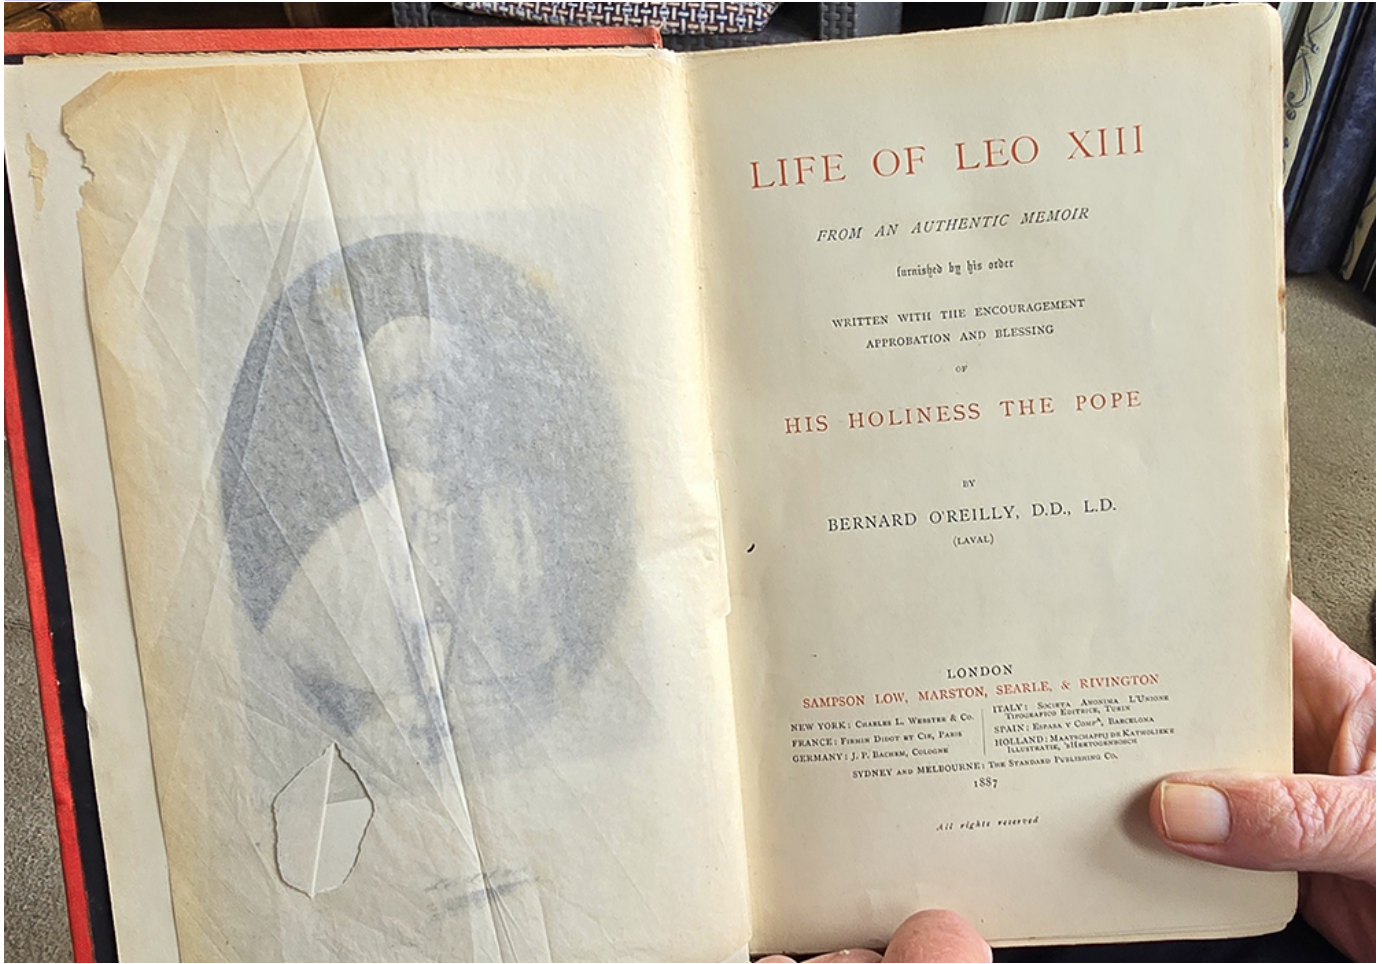 LIFE OF LEO XIII
FROM AN AUTHENTIC MEMOIR
furnished by his order
WRITTEN WITH THE ENCOURAGEMENT
APPROBATION AND BLESSING
OF
HIS HOLINESS THE POPE
BY
BERNARD O'REILLY, D.D., L.D.
(LAVAL)
LONDON
SAMPSON LOW, MARSTON, SEARLE, & RIVINGTON
NEW YORK: CHARLES L. WEBSTER & CO.
FRANCE: FIRMIN DIDOT ET CIE, PARIS
GERMANY: J. P. BACHEM, COLOGNE
ITALY: SOCIETA ANONIMA L'UNIONE
TIPOGRAFICO EDITRICE, TURIN
SPAIN: ESPASA Y COMPA, BARCELONA
HOLLAND: MAATSCHAPPIJ DE KATHOLIEKE
ILLUSTRATIE, 'SHERTOGENBOSCH
SYDNEY AND MELBOURNE: THE STANDARD PUBLISHING CO.
1887
All rights reserved